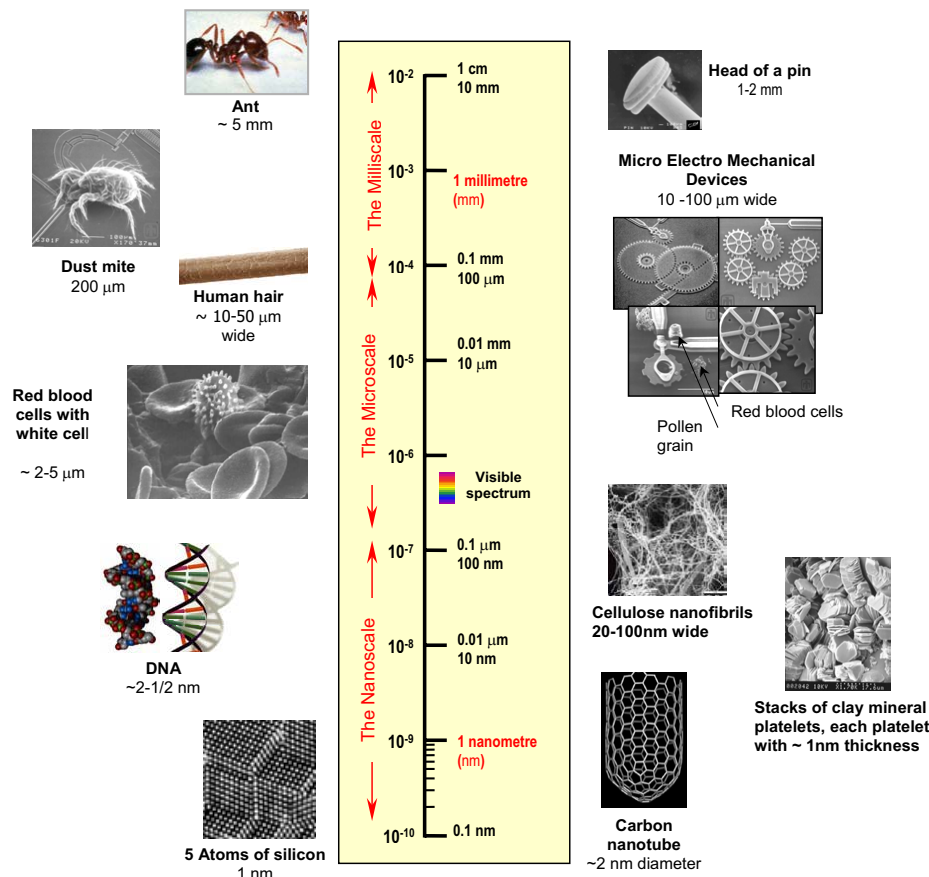 Ant
~ 5 mm
Dust mite
200 μm
Human hair
~ 10-50 μm
wide
Red blood
cells with
white cell
~ 2-5 μm
DNA
~2-1/2 nm
5 Atoms of silicon
1 nm
The Milliscale
The Microscale
The Nanoscale
10-2
1 cm
10 mm
10-3
1 millimetre
(mm)
10-4
0.1 mm
100 μm
10-5
0.01 mm
10 μm
10-6
Visible
spectrum
10-7
0.1 μm
100 nm
10-8
0.01 μm
10 nm
10-9
1 nanometre
(nm)
10-10
0.1 nm
Head of a pin
1-2 mm
Micro Electro Mechanical
Devices
10 -100 μm wide
Red blood cells
Pollen
grain
Cellulose nanofibrils
20-100nm wide
Stacks of clay mineral
platelets, each platelet
with ~ 1nm thickness
Carbon
nanotube
~2 nm diameter